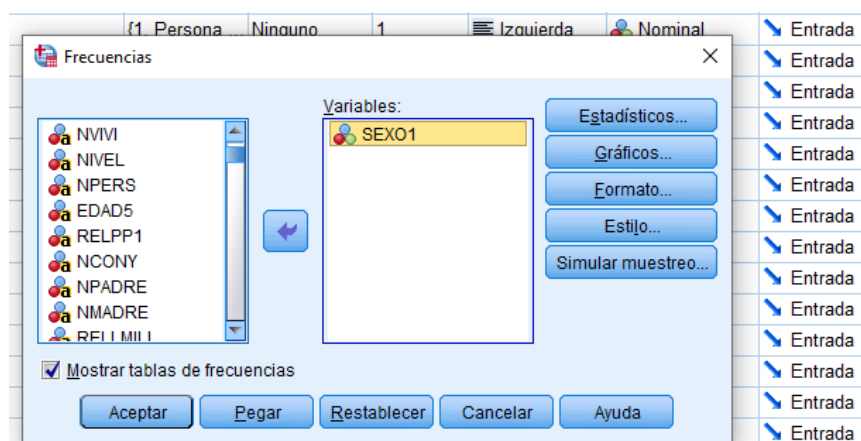 {1, Persona ... Ninguno 1 Izquierda Nominal Entrada
Frecuencias
Entrada
Entrada
Entrada
Entrada
Entrada
Entrada
Entrada
Entrada
Entrada
Entrada
Entrada
Entrada
Entrada
Variables:
NVIVI
NIVEL
NPERS
EDAD5
RELPP1
NCONY
NPADRE
NMADRE
RELLMILL
SEXO1
Estadísticos...
Gráficos...
Formato...
Estilo...
Simular muestreo...
Mostrar tablas de frecuencias
Aceptar Pegar Restablecer Cancelar Ayuda